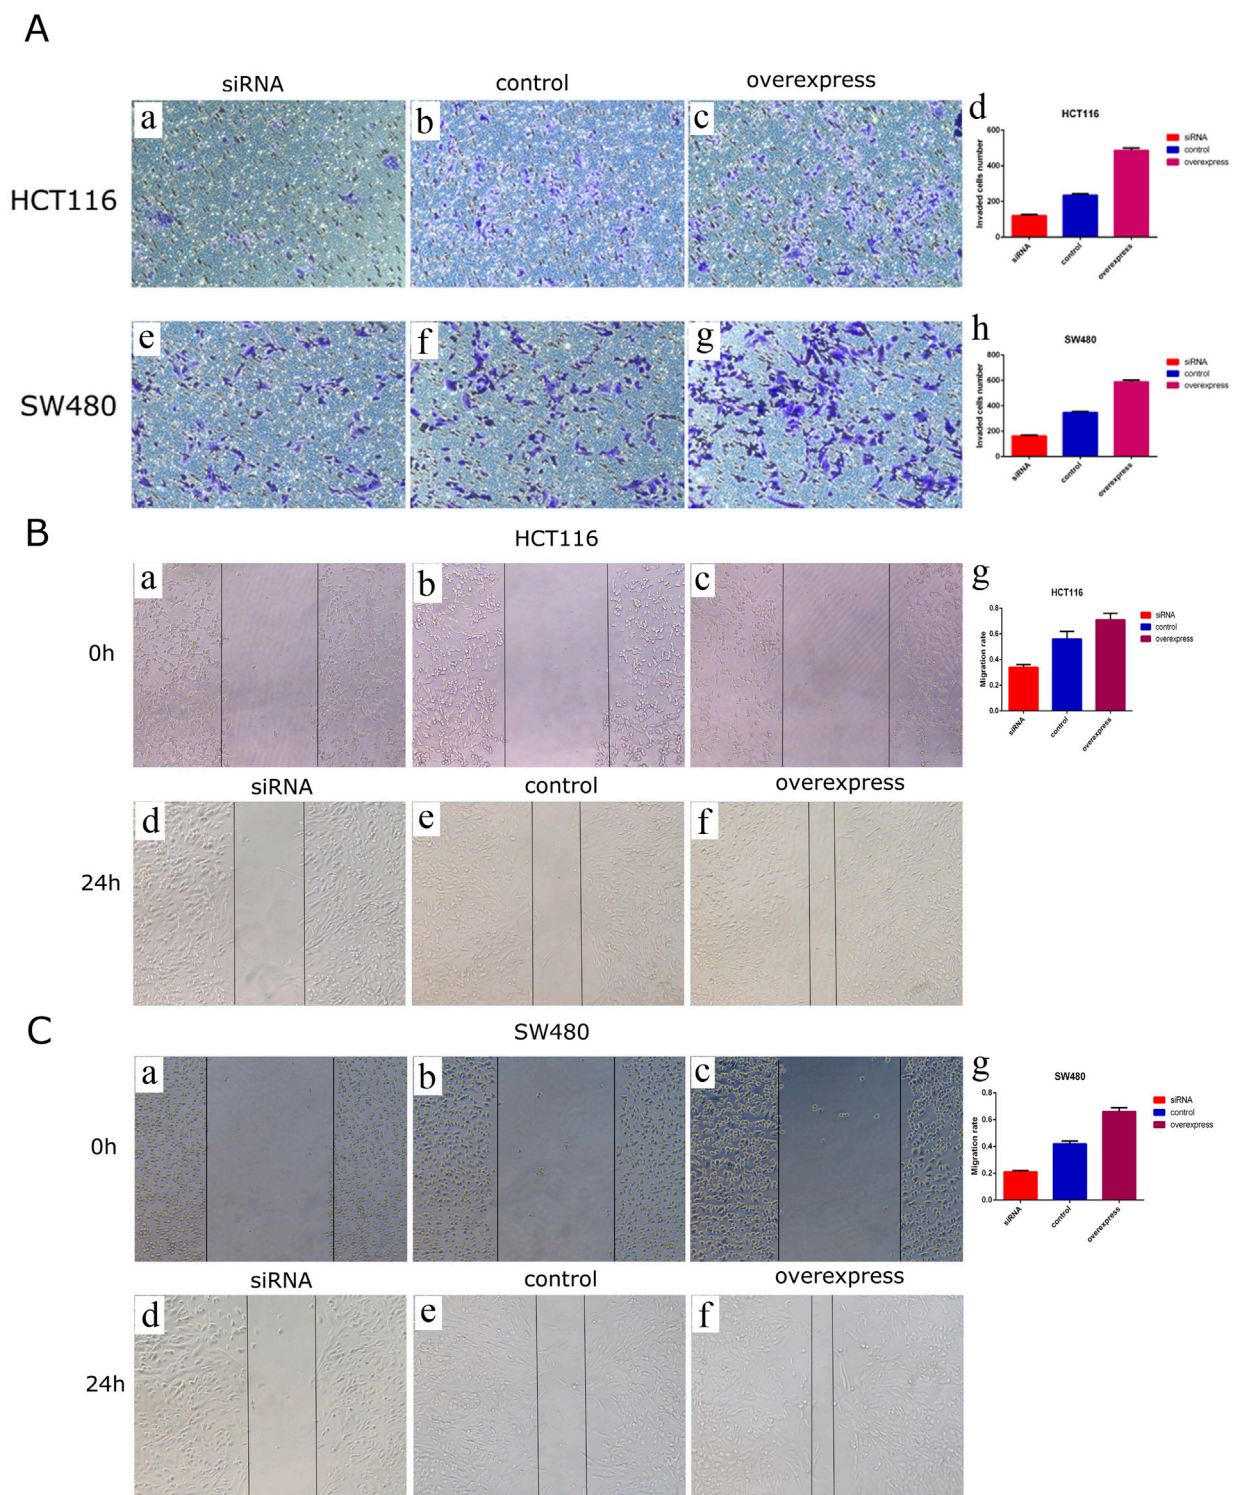 A
siRNA control overexpress
HCT116
a b c d
HCT116
Invaded cells number
600
400
200
0
siRNA control overexpress
siRNA
control
overexpress
SW480
e f g h
SW480
Invaded cells number
800
600
400
200
0
siRNA control overexpress
siRNA
control
overexpress
B
HCT116
0h
a b c g
HCT116
Migration rate
0.8
0.6
0.4
0.2
0.0
siRNA control overexpress
siRNA
control
overexpress
siRNA control overexpress
24h
d e f
C
SW480
0h
a b c g
SW480
Migration rate
0.8
0.6
0.4
0.2
0.0
siRNA control overexpress
siRNA
control
overexpress
siRNA control overexpress
24h
d e f